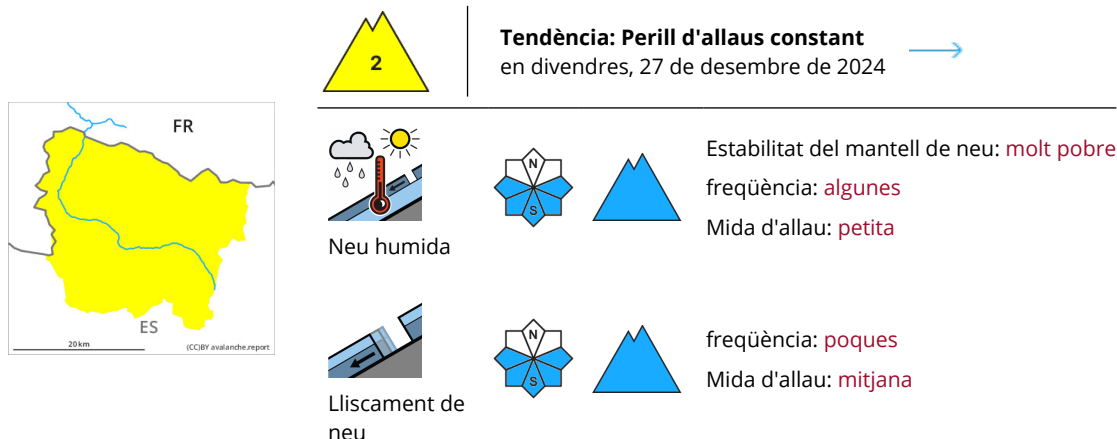 2
Tendència: Perill d'allaus constant
en divendres, 27 de desembre de 2024
FR
ES
20 km
(CC)BY avalanche.report
N
S
Neu humida
Estabilitat del mantell de neu: molt pobre
freqüència: algunes
Mida d'allau: petita
N
S
Lliscament de
neu
freqüència: poques
Mida d'allau: mitjana